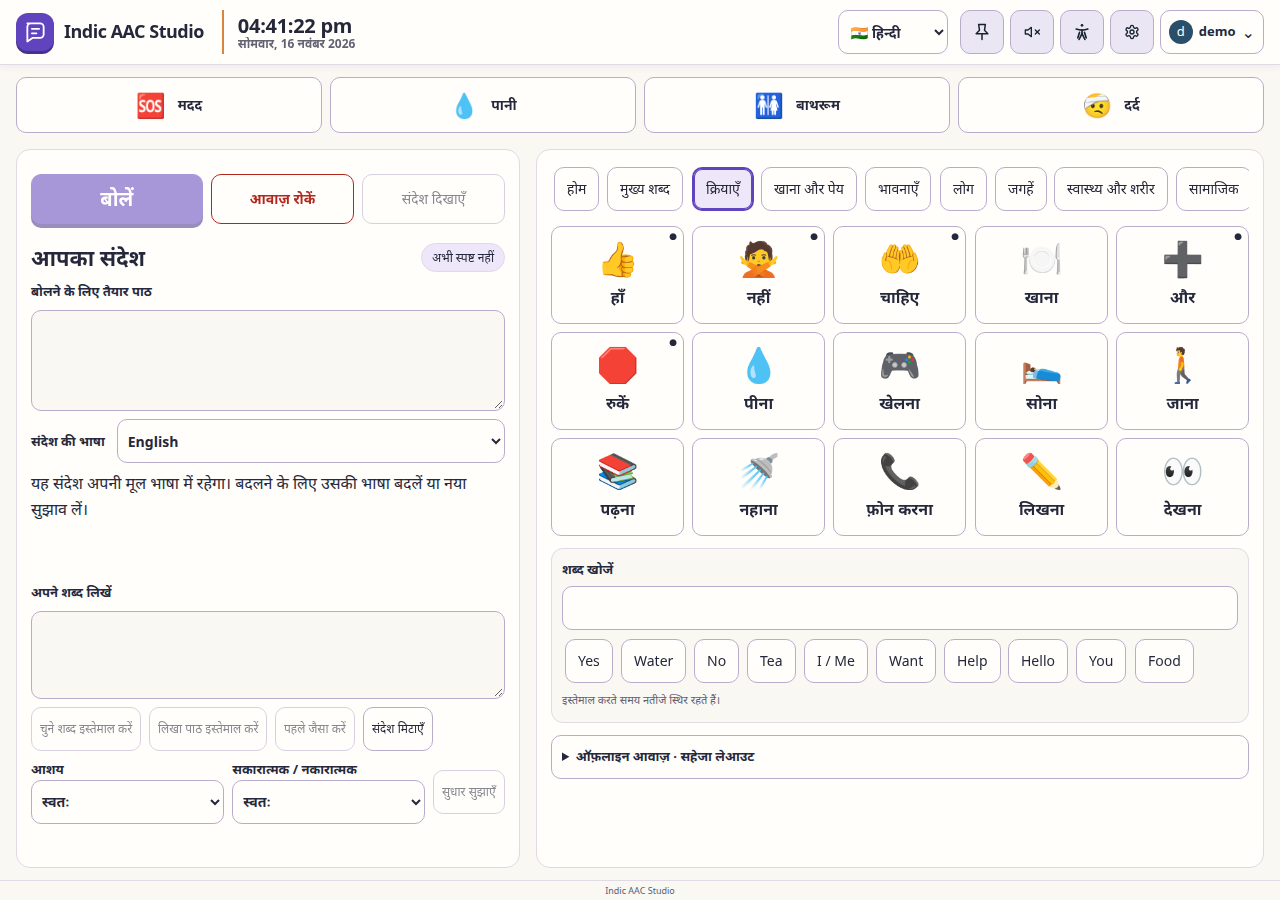 Indic AAC Studio
04:41:22 pm
सोमवार, 16 नवंबर 2026
🇮🇳 हिन्दी
d demo
SOS मदद
पानी
बाथरूम
दर्द
बोलें
आवाज़ रोकें
संदेश दिखाएँ
आपका संदेश
अभी स्पष्ट नहीं
बोलने के लिए तैयार पाठ
संदेश की भाषा
English
यह संदेश अपनी मूल भाषा में रहेगा। बदलने के लिए उसकी भाषा बदलें या नया
सुझाव लें।
अपने शब्द लिखें
चुने शब्द इस्तेमाल करें
लिखा पाठ इस्तेमाल करें
पहले जैसा करें
संदेश मिटाएँ
आशय
सकारात्मक / नकारात्मक
स्वतः
स्वतः
सुधार सुझाएँ
होम
मुख्य शब्द
क्रियाएँ
खाना और पेय
भावनाएँ
लोग
जगहें
स्वास्थ्य और शरीर
सामाजिक
हाँ
नहीं
चाहिए
खाना
और
रुकें
पीना
खेलना
सोना
जाना
पढ़ना
नहाना
फ़ोन करना
लिखना
देखना
शब्द खोजें
Yes
Water
No
Tea
I / Me
Want
Help
Hello
You
Food
इस्तेमाल करते समय नतीजे स्थिर रहते हैं।
ऑफ़लाइन आवाज़ · सहेजा लेआउट
Indic AAC Studio